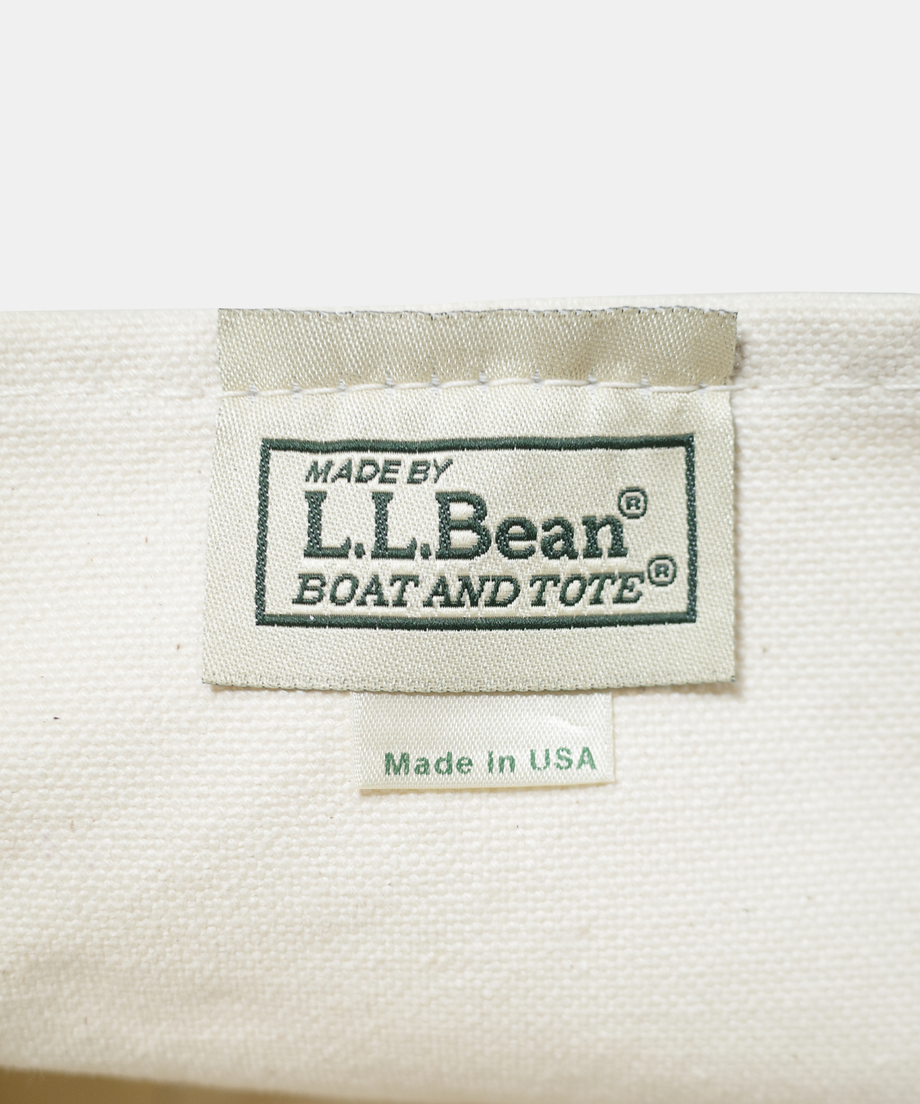 MADE BY
L.L.Bean®
BOAT AND TOTE®
Made in USA